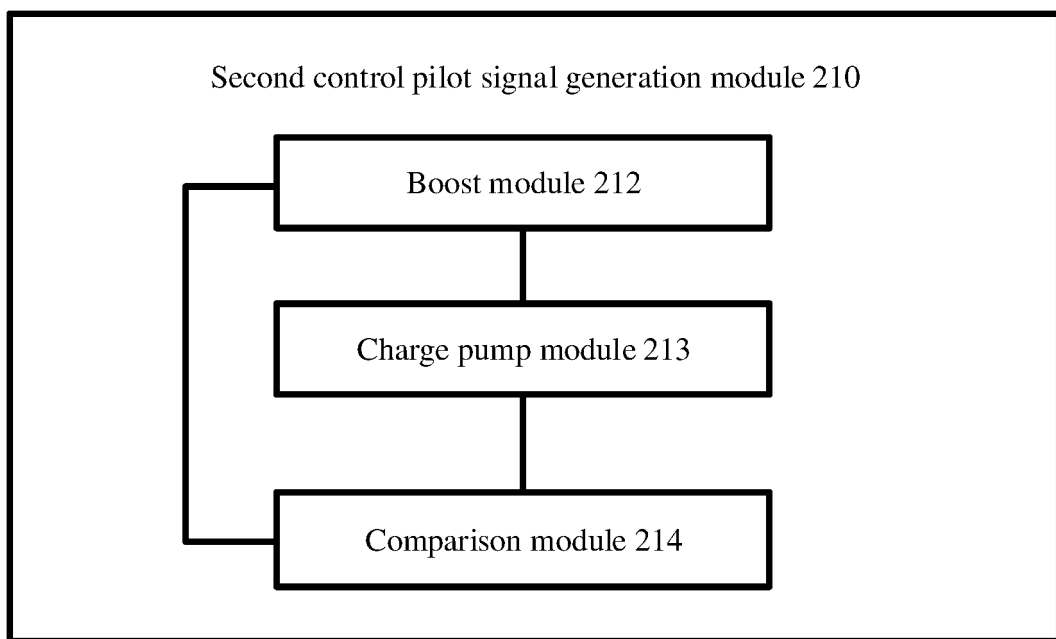 Second control pilot signal generation module 210
Boost module 212
Charge pump module 213
Comparison module 214